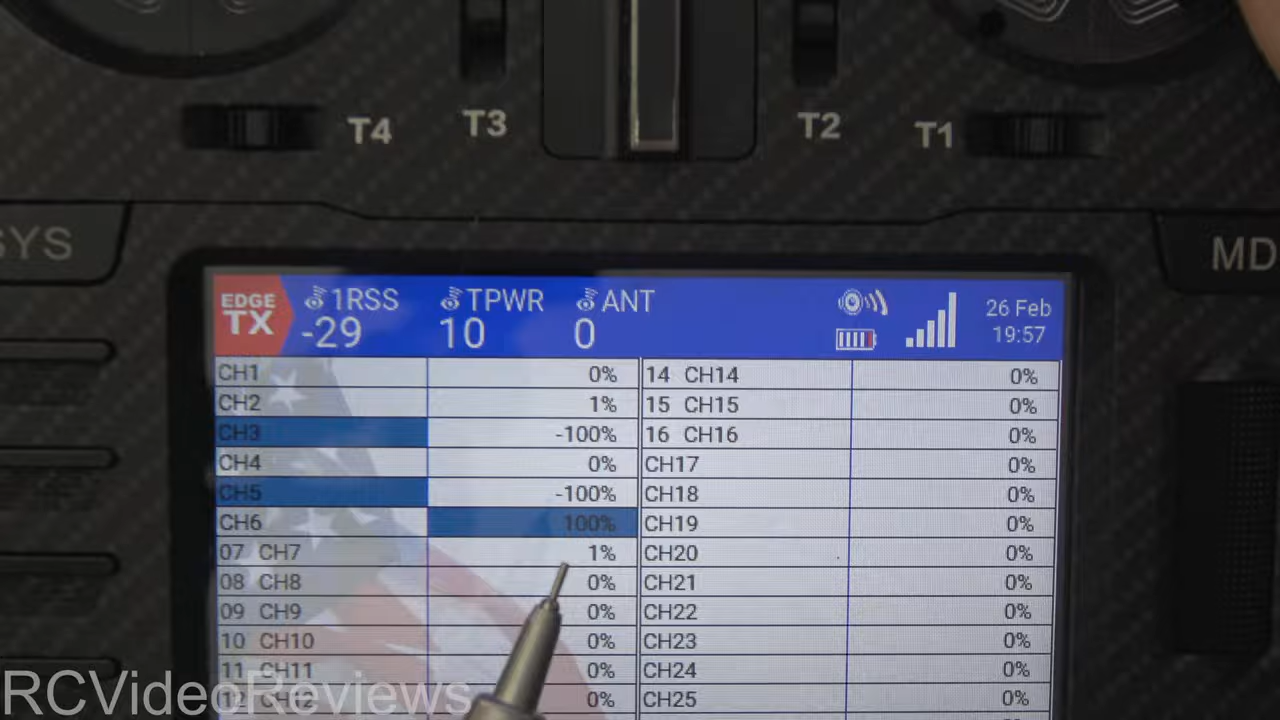 T4 T3 T2 T1
SYS MD
EDGE TX 1RSS TPWR ANT 26 Feb
-29 10 0 19:57
CH1 0% 14 CH14 0%
CH2 1% 15 CH15 0%
CH3 -100% 16 CH16 0%
CH4 0% CH17 0%
CH5 -100% CH18 0%
CH6 100% CH19 0%
07 CH7 1% CH20 0%
08 CH8 0% CH21 0%
09 CH9 0% CH22 0%
10 CH10 0% CH23 0%
11 CH11 0% CH24 0%
12 CH12 0% CH25 0%
RCVideoReviews